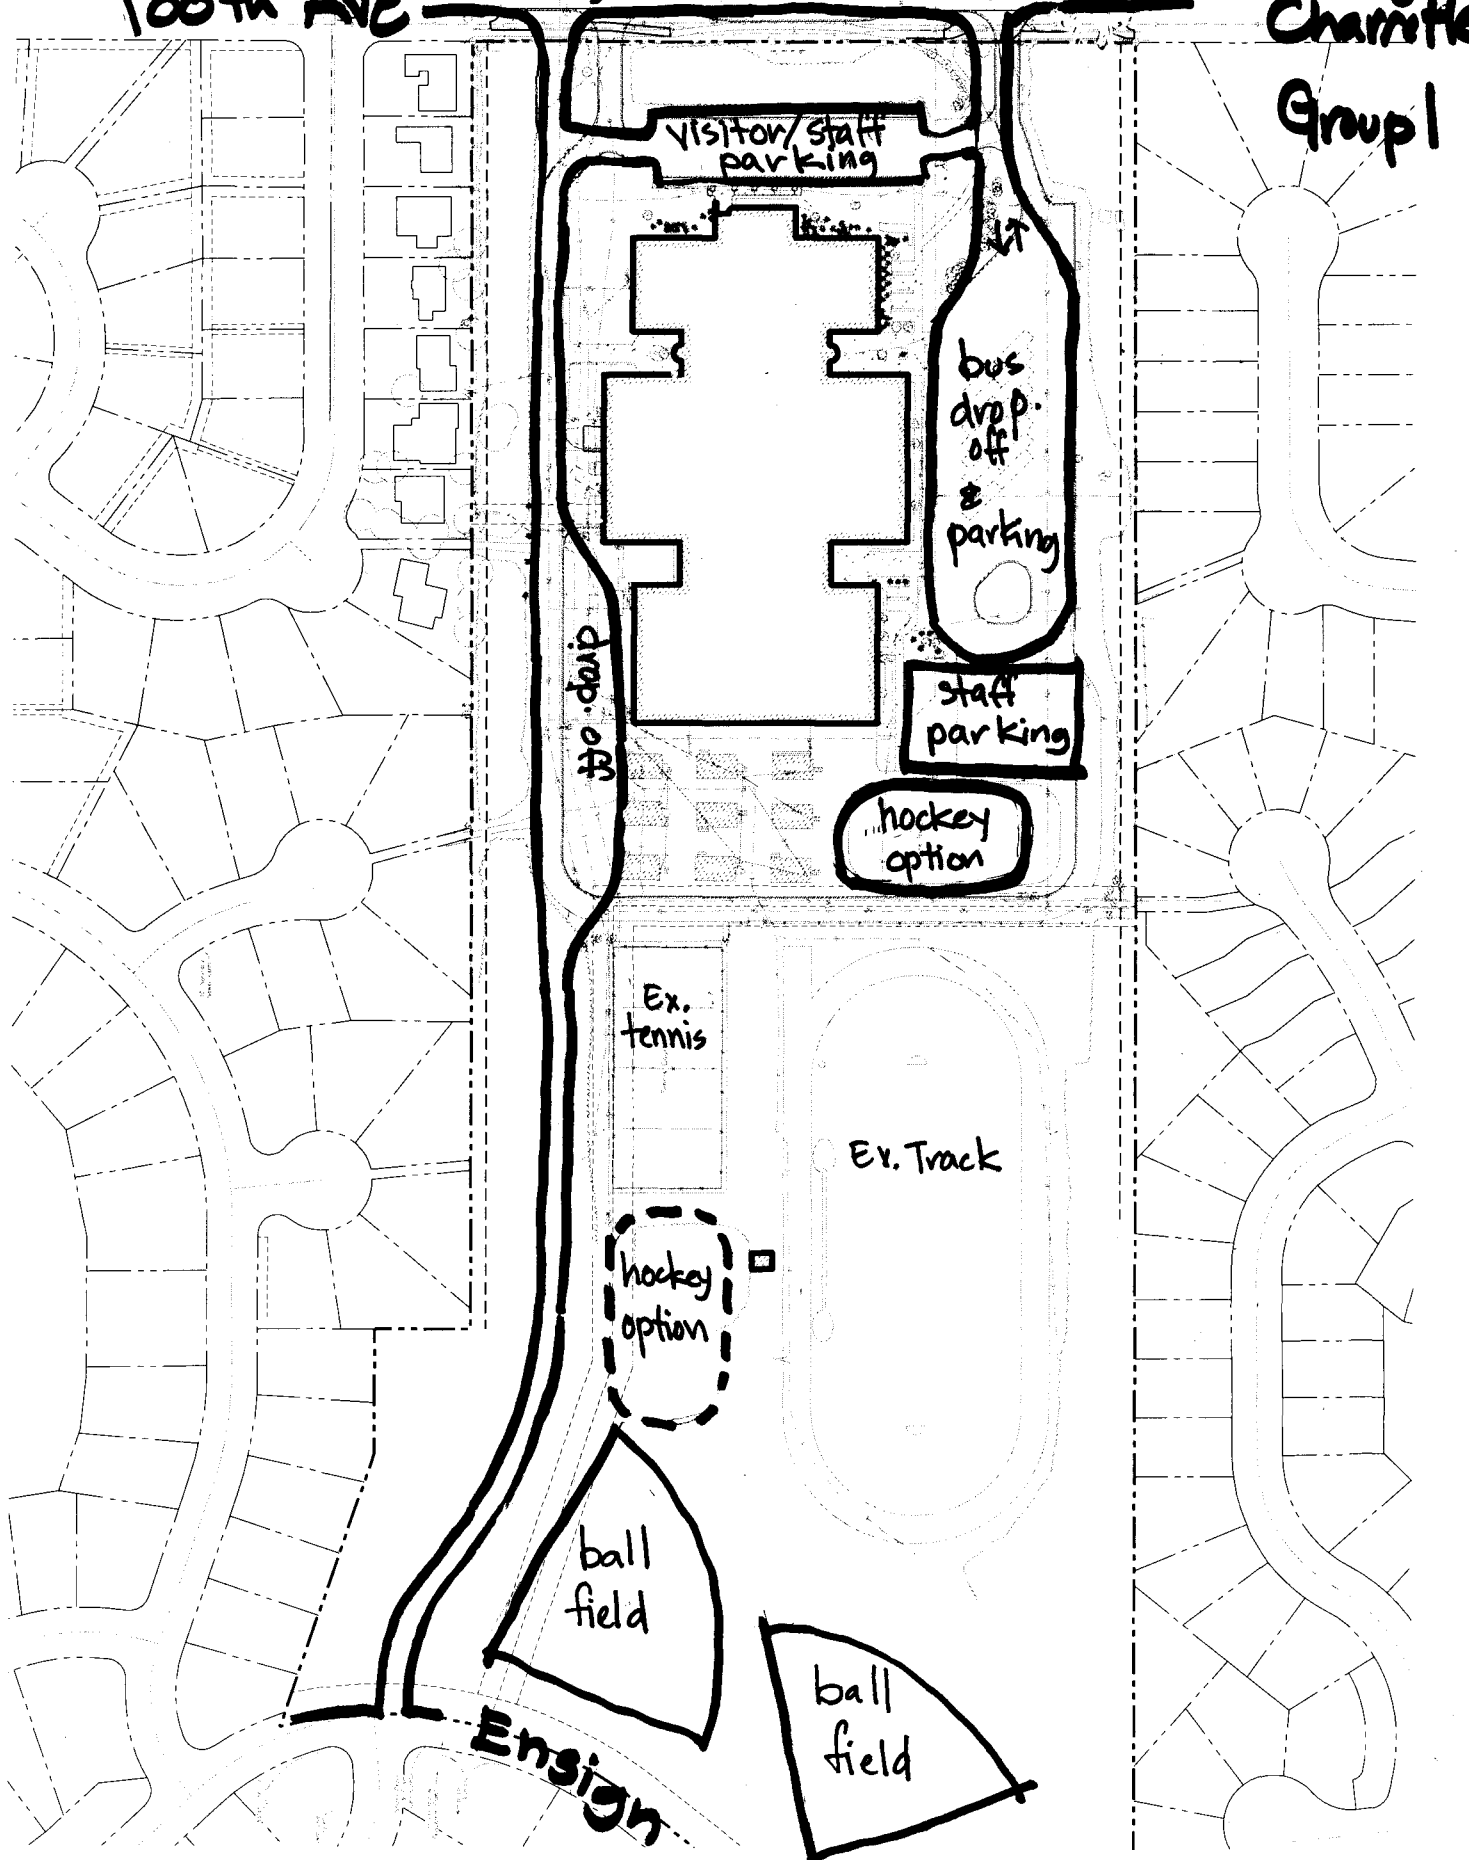 100th Ave
Group 1
visitor/staff
parking
bus
drop.
off
&
parking
drop.off
staff
parking
hockey
option
Ex.
tennis
Ex. Track
hockey
option
ball
field
ball
field
Ensign